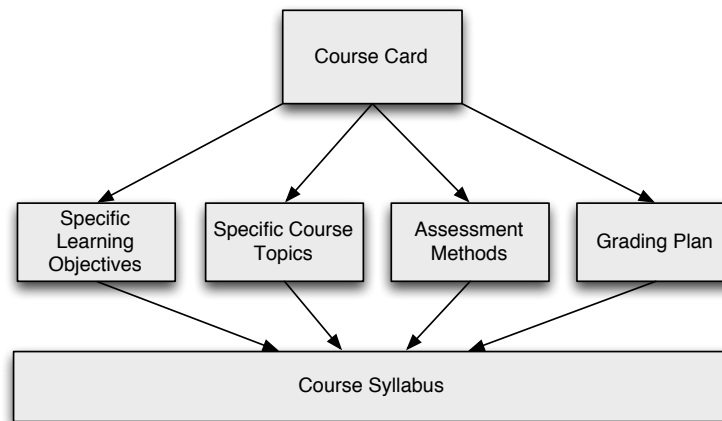 Course Card
Specific
Learning
Objectives
Specific Course
Topics
Assessment
Methods
Grading Plan
Course Syllabus